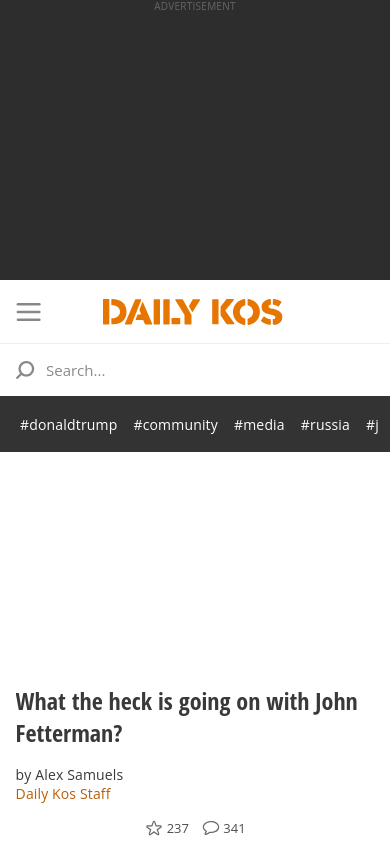 ADVERTISEMENT
DAILY KOS
Search...
#donaldtrump #community #media #russia #j
What the heck is going on with John
Fetterman?
by Alex Samuels
Daily Kos Staff
237 341